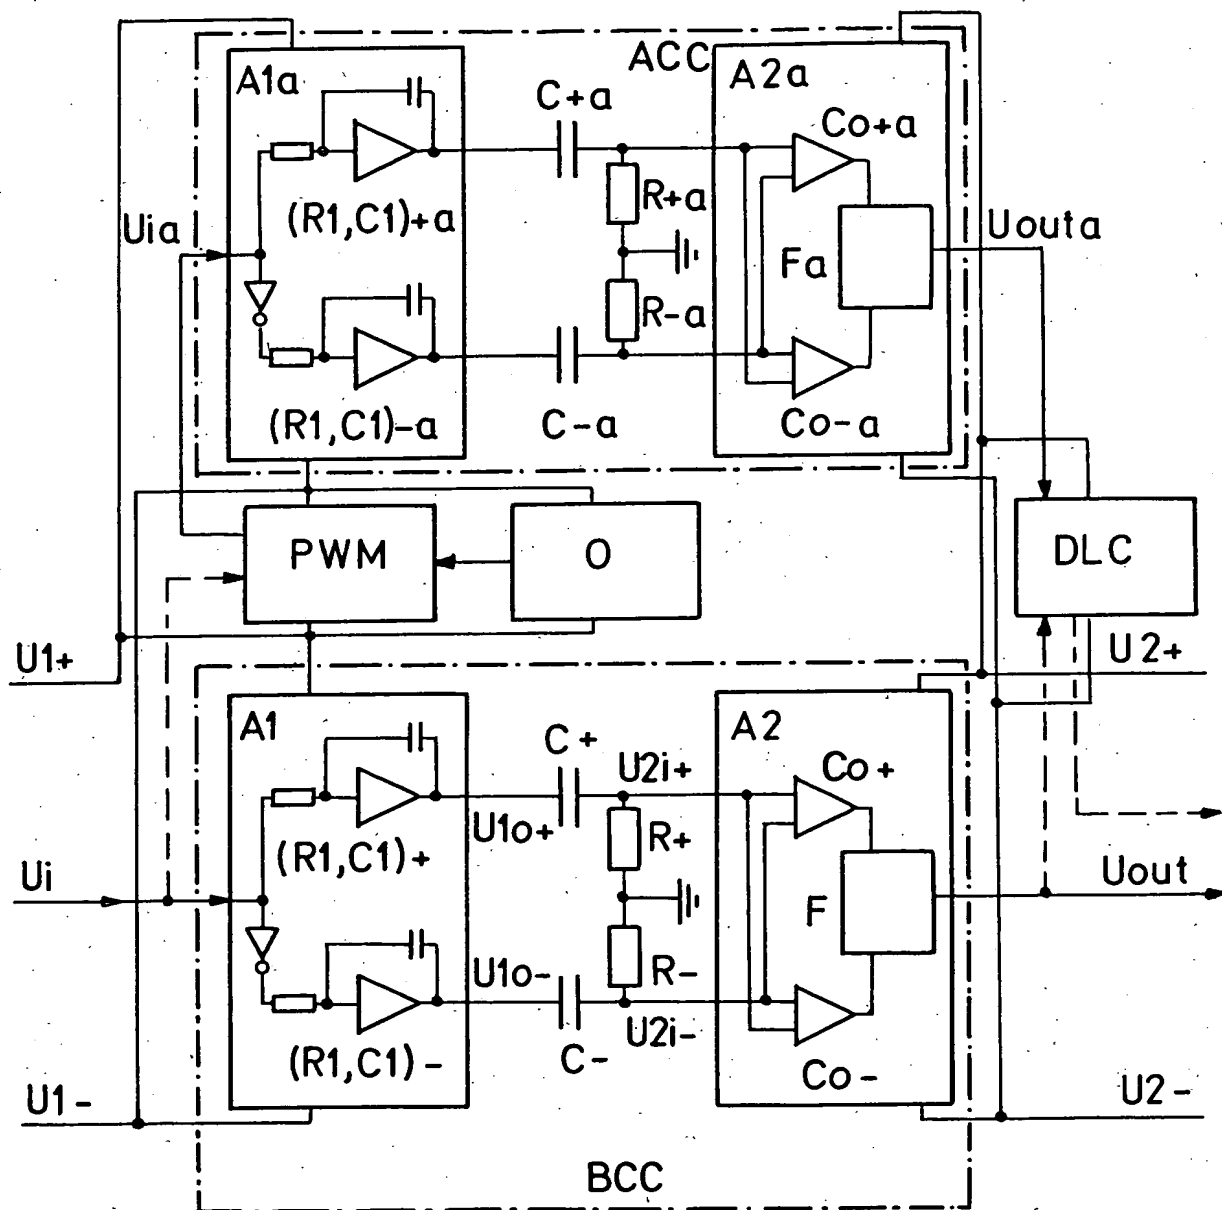 A1a
ACC
A2a
C+a
Co+a
R+a
(R1,C1)+a
Uia
Uouta
Fa
R-a
(R1,C1)-a
C-a
Co-a
PWM
O
DLC
U1+
U2+
A1
A2
C+
U2i+
Co+
U1o+
R+
(R1,C1)+
Ui
Uout
F
U1o-
R-
U2i-
C-
(R1,C1)-
Co-
U1-
U2-
BCC